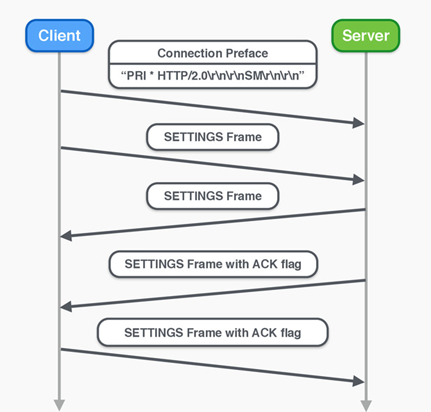 Client
Server
Connection Preface
“PRI * HTTP/2.0\r\n\r\nSM\r\n\r\n”
SETTINGS Frame
SETTINGS Frame
SETTINGS Frame with ACK flag
SETTINGS Frame with ACK flag